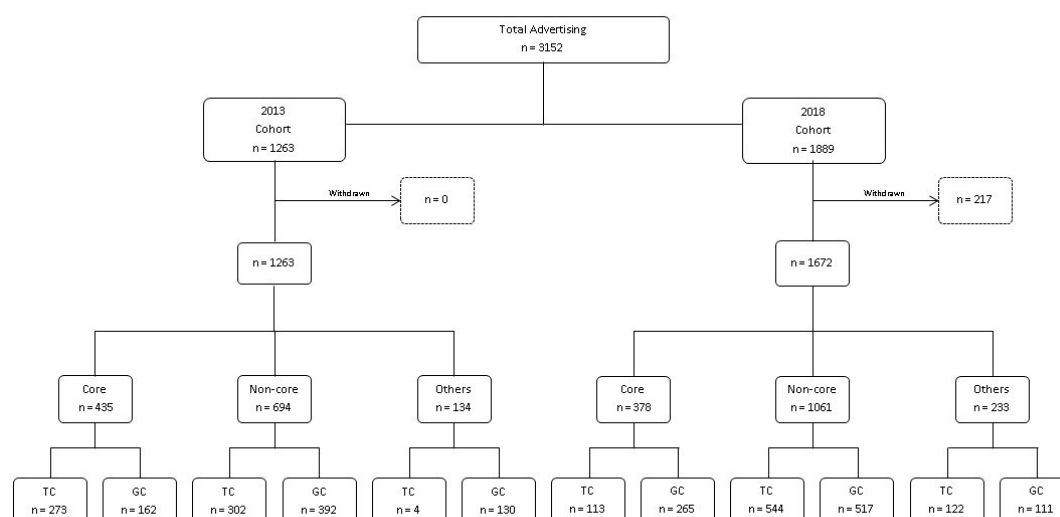 Total Advertising
n = 3152
2013
Cohort
n = 1263
2018
Cohort
n = 1889
Withdrawn
n = 0
Withdrawn
n = 217
n = 1263
n = 1672
Core
n = 435
Non-core
n = 694
Others
n = 134
Core
n = 378
Non-core
n = 1061
Others
n = 233
TC
n = 273
GC
n = 162
TC
n = 302
GC
n = 392
TC
n = 4
GC
n = 130
TC
n = 113
GC
n = 265
TC
n = 544
GC
n = 517
TC
n = 122
GC
n = 111